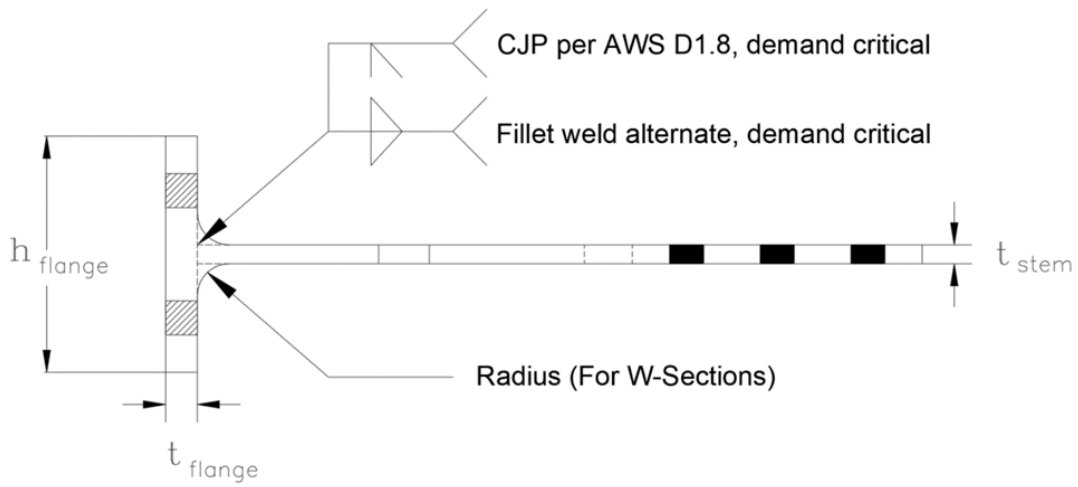 CJP per AWS D1.8, demand critical
Fillet weld alternate, demand critical
h flange
t stem
Radius (For W-Sections)
t flange